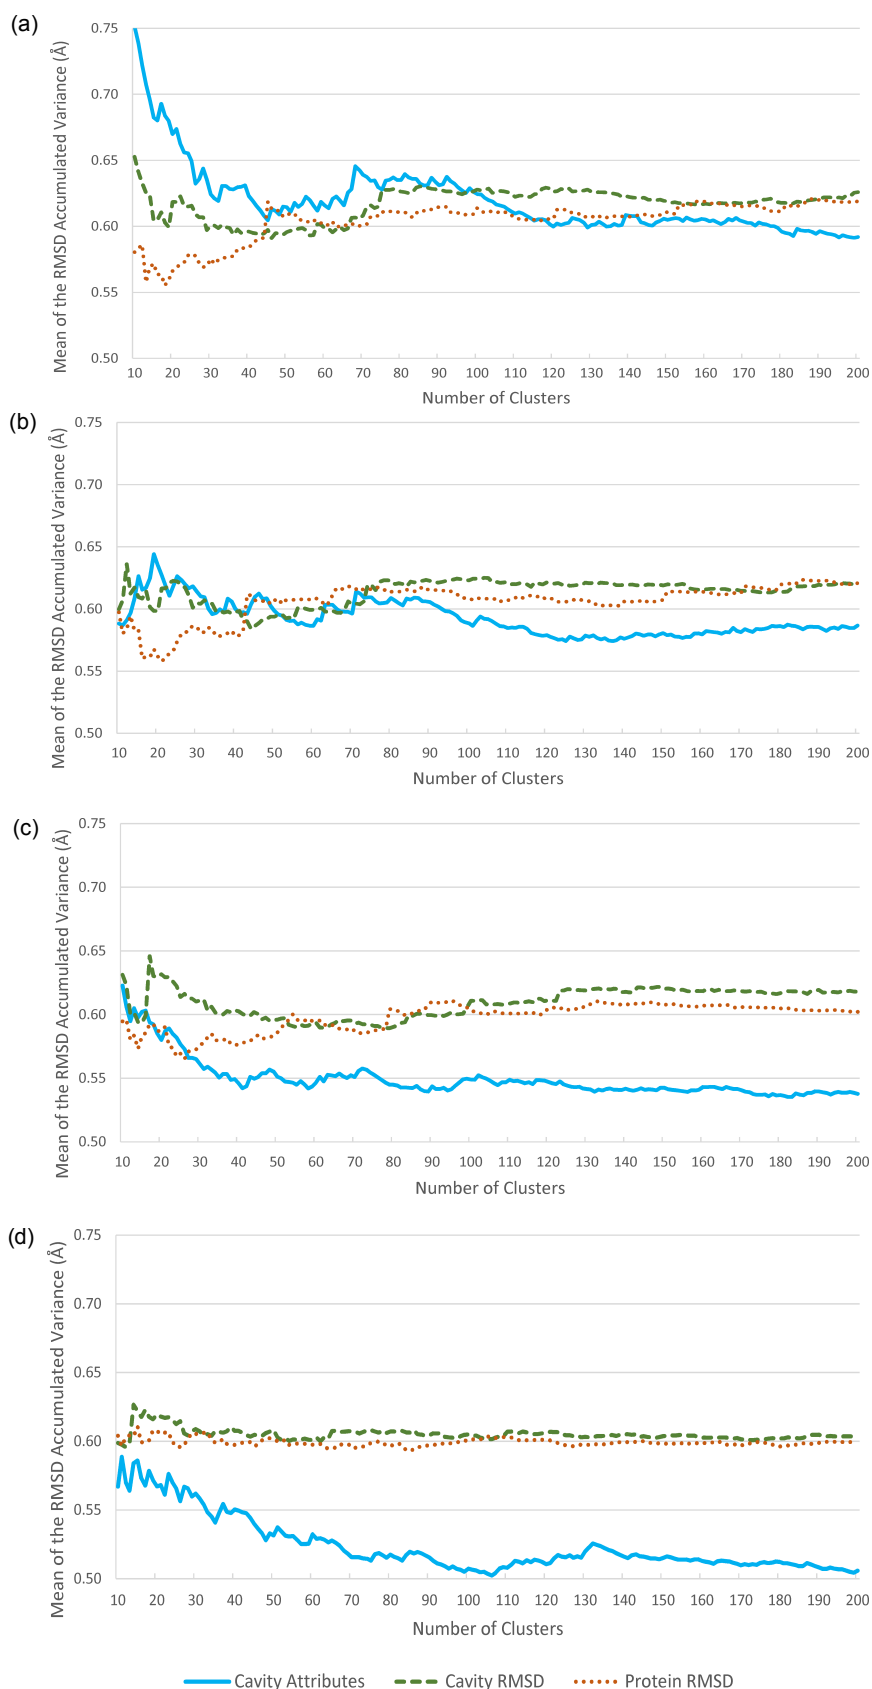 (a)
Mean of the RMSD Accumulated Variance (Å)
0.75
0.70
0.65
0.60
0.55
0.50
10 20 30 40 50 60 70 80 90 100 110 120 130 140 150 160 170 180 190 200
Number of Clusters
(b)
Mean of the RMSD Accumulated Variance (Å)
0.75
0.70
0.65
0.60
0.55
0.50
10 20 30 40 50 60 70 80 90 100 110 120 130 140 150 160 170 180 190 200
Number of Clusters
(c)
Mean of the RMSD Accumulated Variance (Å)
0.75
0.70
0.65
0.60
0.55
0.50
10 20 30 40 50 60 70 80 90 100 110 120 130 140 150 160 170 180 190 200
Number of Clusters
(d)
Mean of the RMSD Accumulated Variance (Å)
0.75
0.70
0.65
0.60
0.55
0.50
10 20 30 40 50 60 70 80 90 100 110 120 130 140 150 160 170 180 190 200
Number of Clusters
Cavity Attributes Cavity RMSD Protein RMSD